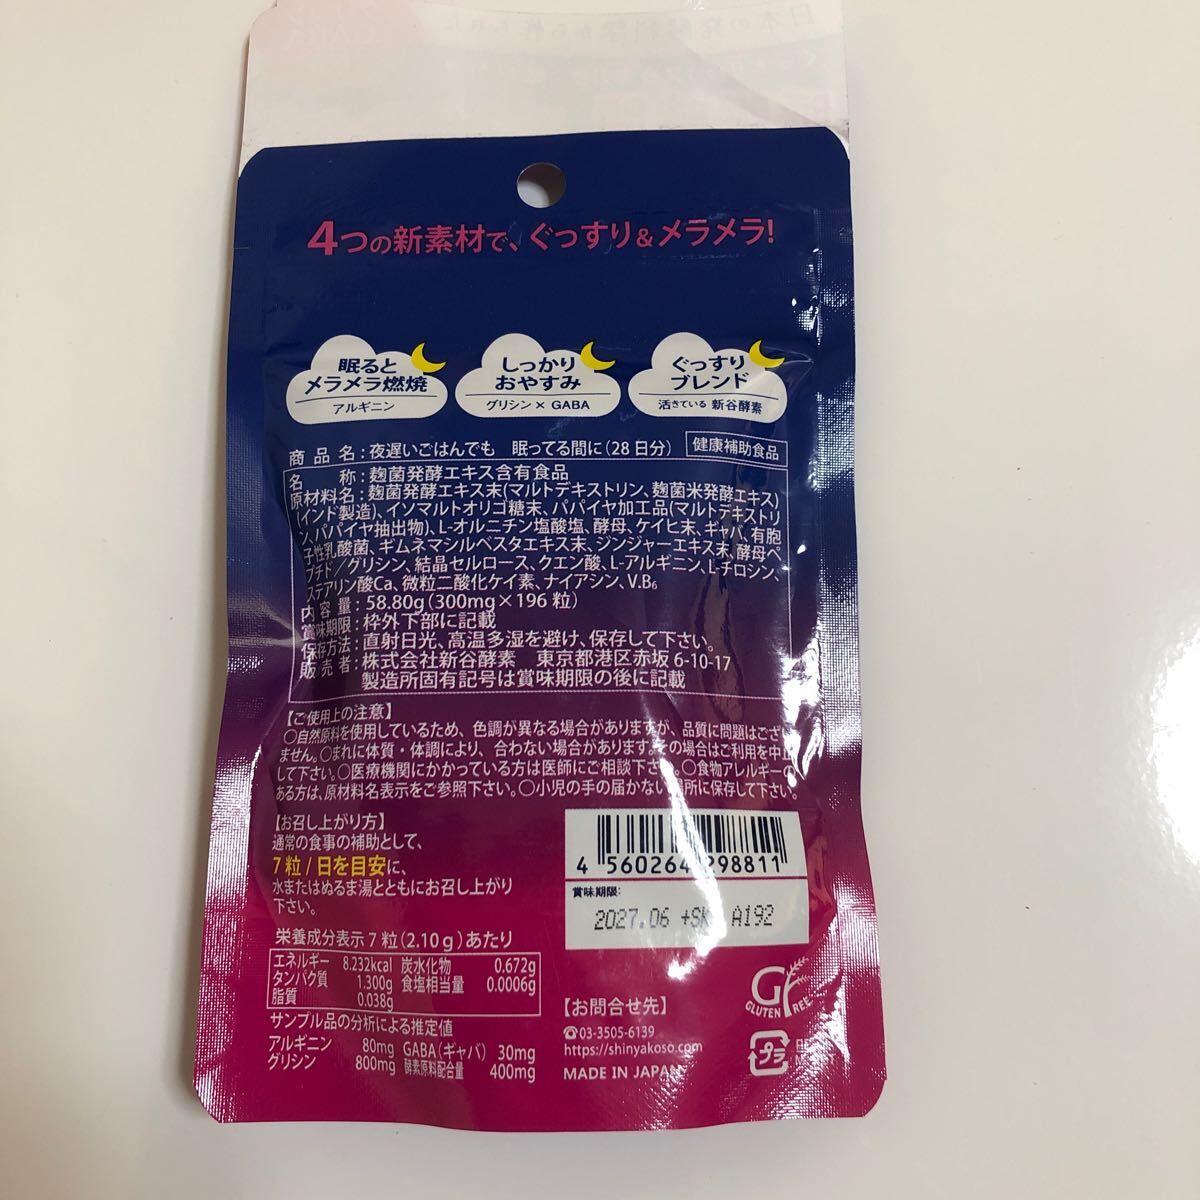 4つの新素材で、ぐっすり&メラメラ!
眠ると
メラメラ燃焼
アルギニン
しっかり
おやすみ
グリシン×GABA
ぐっすり
ブレンド
活きている 新谷酵素
商品名:夜遅いごはんでも 眠ってる間に(28日分) 健康補助食品
名称:麹菌発酵エキス含有食品
原材料名:麹菌発酵エキス末(マルトデキストリン、麹菌米発酵エキス)
(インド製造)、イソマルトオリゴ糖末、パパイヤ加工品(マルトデキストリ
ン、パパイヤ抽出物)、L-オルニチン塩酸塩、酵母、ケイヒ末、ギャバ、有胞
子性乳酸菌、ギムネマシルベスタエキス末、ジンジャーエキス末、酵母ペ
プチド/グリシン、結晶セルロース、クエン酸、L-アルギニン、L-チロシン、
ステアリン酸Ca、微粒二酸化ケイ素、ナイアシン、V.B₆
内容量:58.80g(300mg×196粒)
賞味期限:枠外下部に記載
保存方法:直射日光、高温多湿を避け、保存して下さい。
販売者:株式会社新谷酵素 東京都港区赤坂6-10-17
製造所固有記号は賞味期限の後に記載
【ご使用上の注意】
○自然原料を使用しているため、色調が異なる場合がありますが、品質に問題はござい
ません。○まれに体質・体調により、合わない場合があります。その場合はご利用を中止
して下さい。○医療機関にかかっている方は医師にご相談下さい。○食物アレルギーの
ある方は、原材料名表示をご参照下さい。○小児の手の届かない場所に保存して下さい。
【お召し上がり方】
通常の食事の補助として、
7粒/日を目安に、
水またはぬるま湯とともにお召し上がり
下さい。
4 560264 298811
賞味期限:
2027.06 +SK A192
栄養成分表示7粒(2.10g)あたり
エネルギー 8.232kcal 炭水化物 0.672g
タンパク質 1.300g 食塩相当量 0.0006g
脂質 0.038g
サンプル品の分析による推定値
アルギニン 80mg GABA(ギャバ) 30mg
グリシン 800mg 酵素原料配合量 400mg
【お問合せ先】
☎03-3505-6139
https://shinyakoso.com
MADE IN JAPAN
GLUTEN FREE
プラ